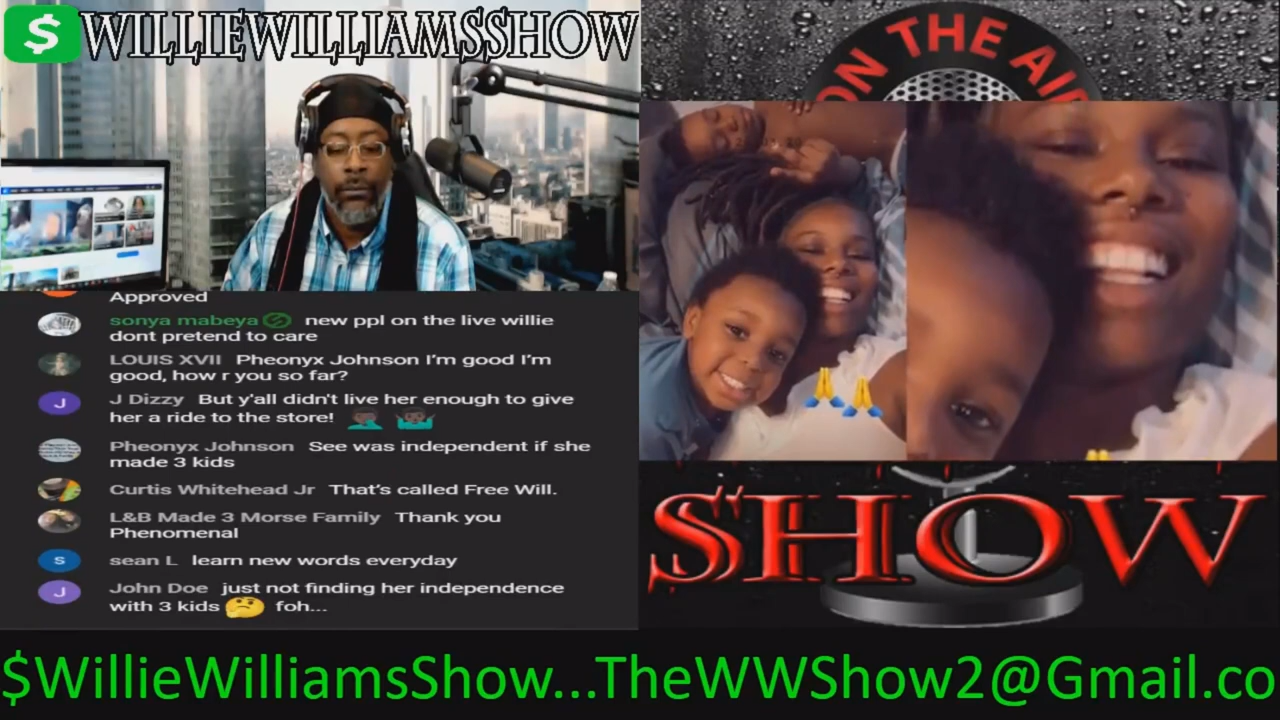 $ WILLIEWILLIAMSSHOW
ON THE AIR
Approved
sonya mabeya new ppl on the live willie
dont pretend to care
LOUIS XVII Pheonyx Johnson I'm good I'm
good, how r you so far?
J
J Dizzy But y'all didn't live her enough to give
her a ride to the store!
Pheonyx Johnson See was independent if she
made 3 kids
Curtis Whitehead Jr That's called Free Will.
L&B Made 3 Morse Family Thank you
Phenomenal
S
sean L learn new words everyday
J
John Doe just not finding her independence
with 3 kids 🤔 foh...
SHOW
$WillieWilliamsShow...TheWWShow2@Gmail.co